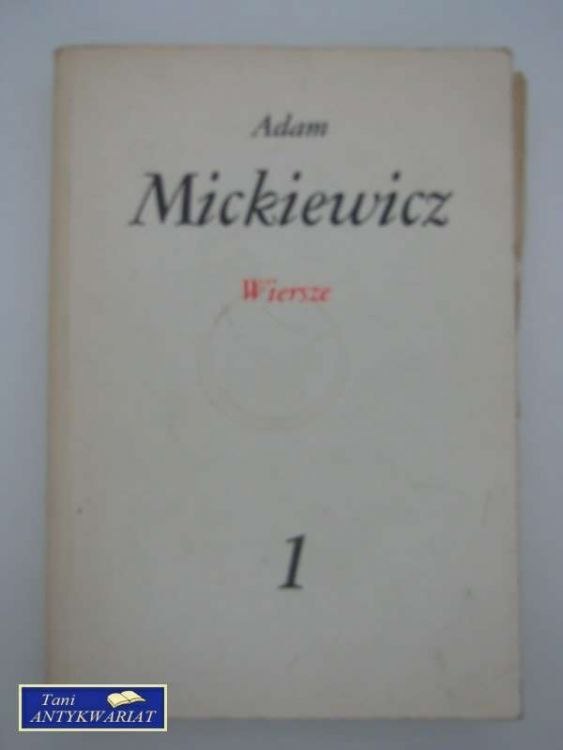 Adam
Mickiewicz
Wiersze
1
Tani
ANTYKWARIAT